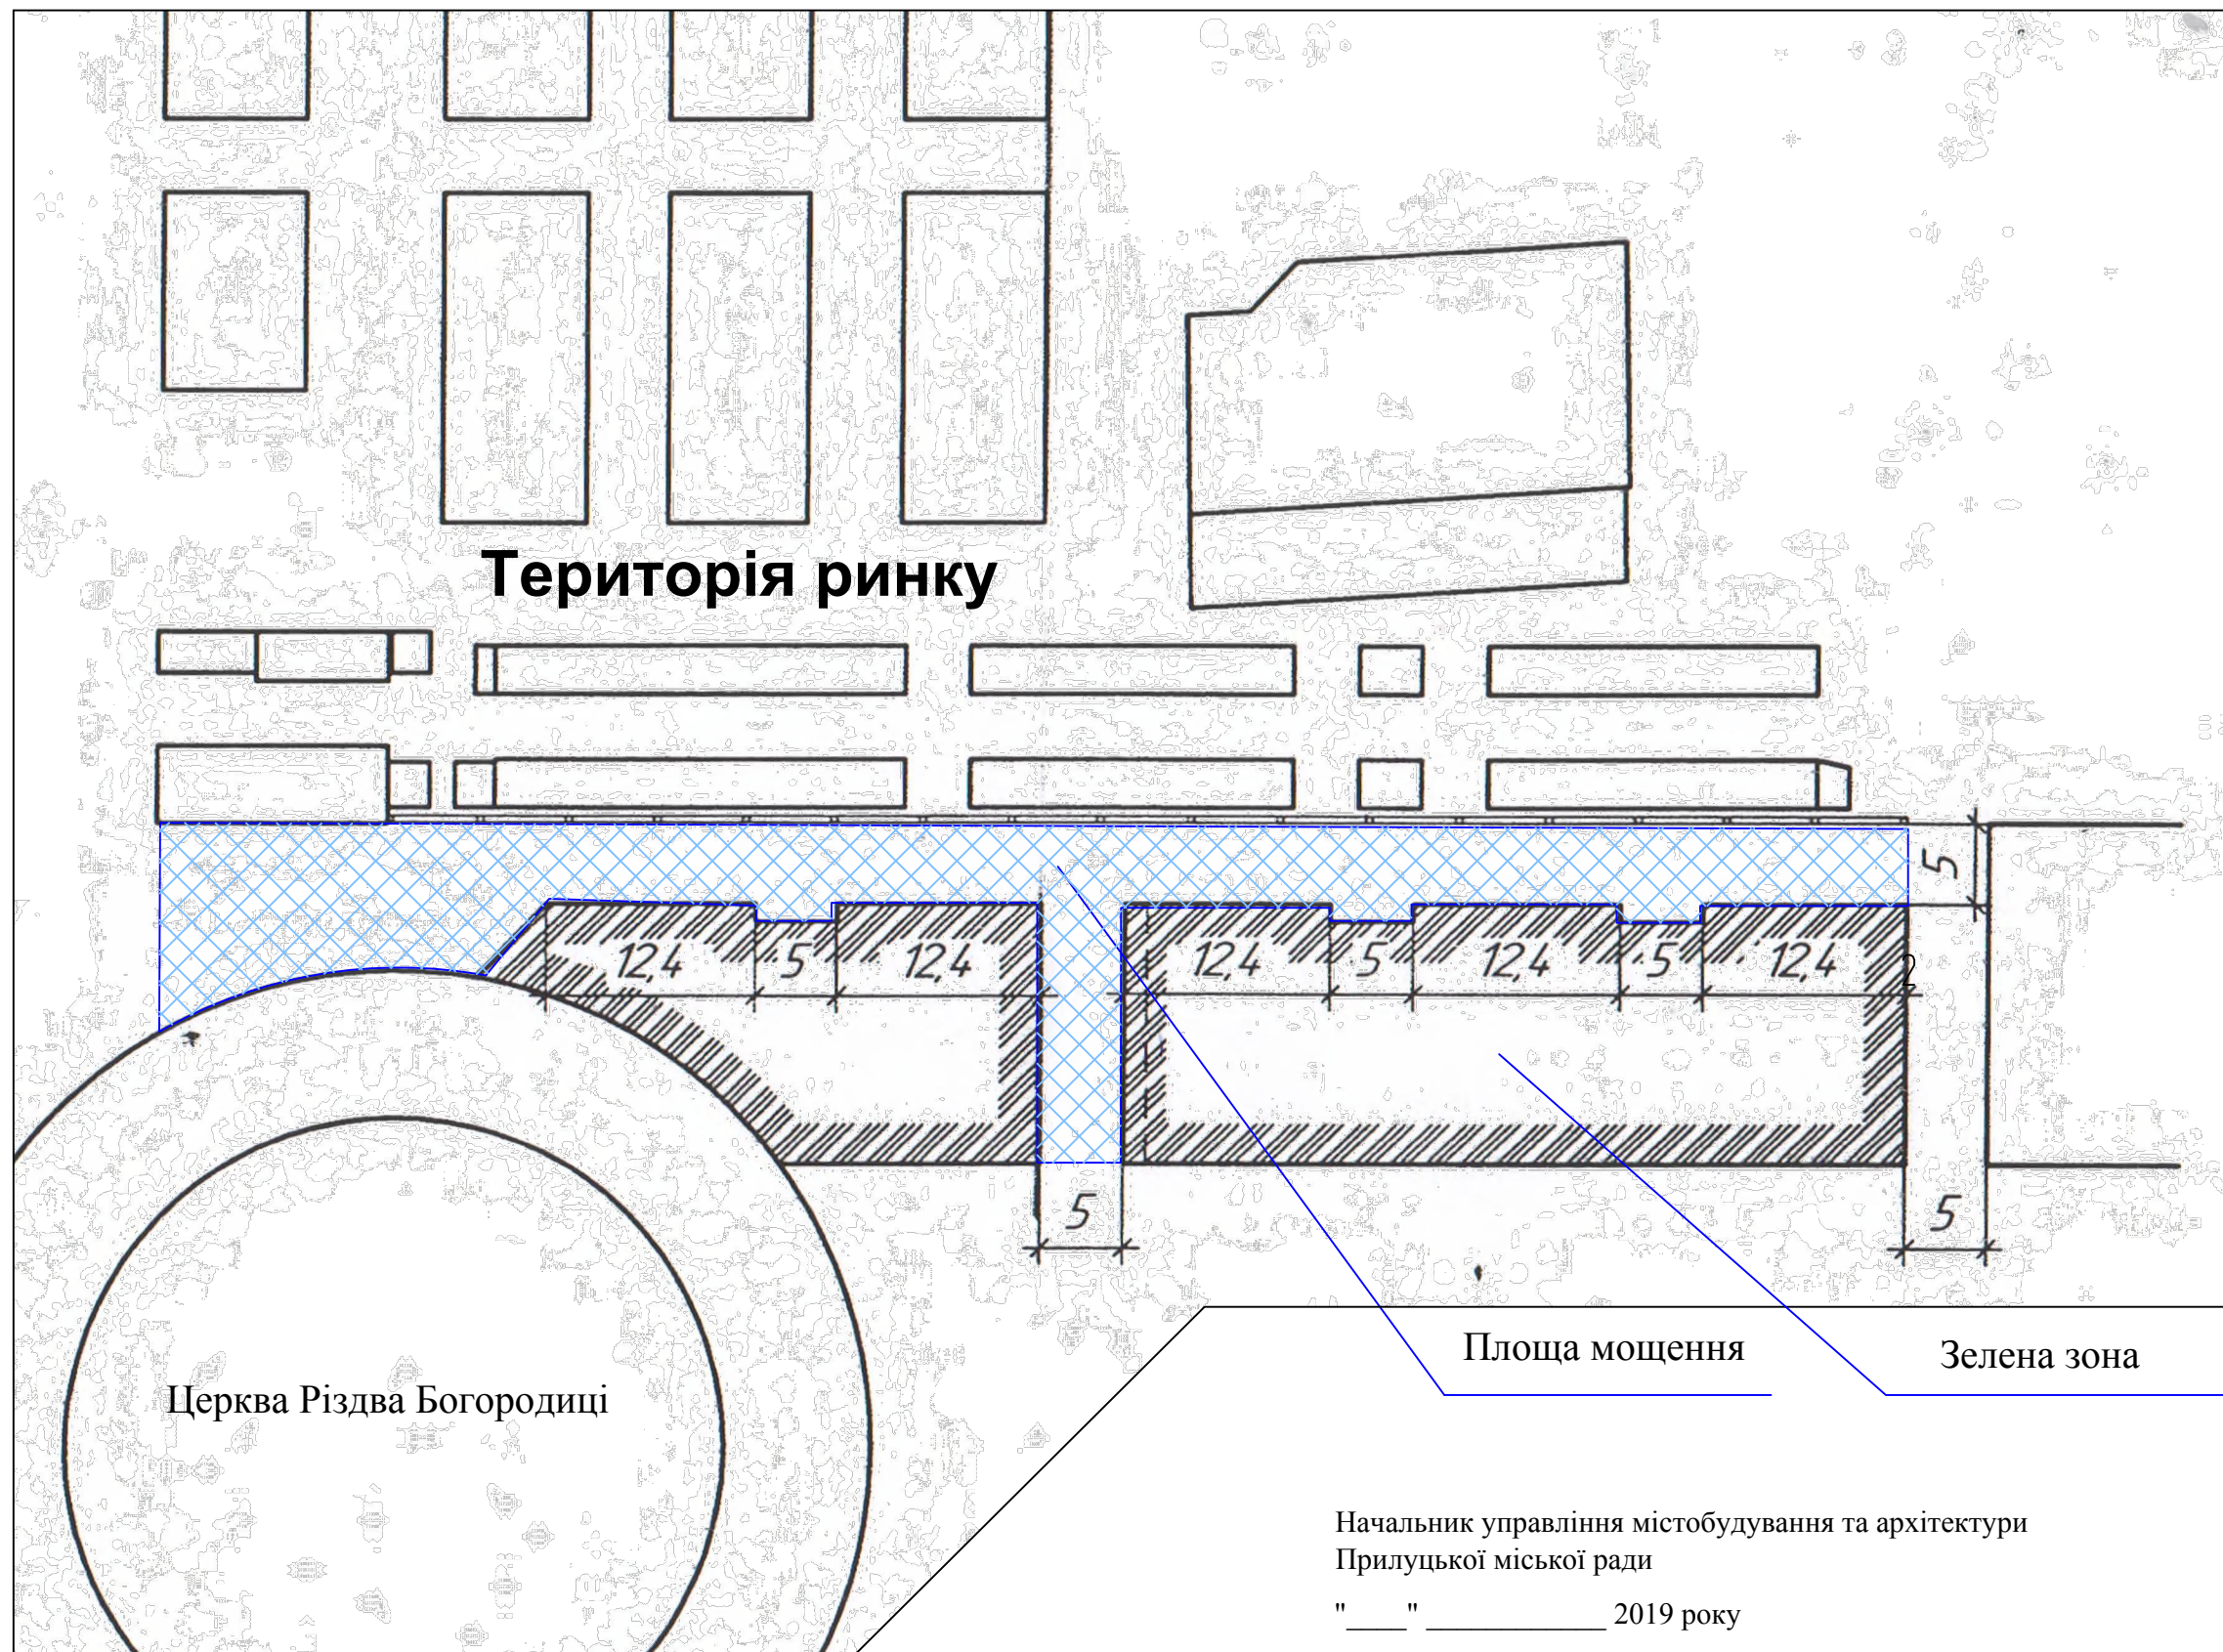 Територія ринку
5
12,4 5 12,4 12,4 5 12,4 5 12,4 2
5 5
Площа мощення
Зелена зона
Церква Різдва Богородиці
Начальник управління містобудування та архітектури
Прилуцької міської ради
"____" ____________ 2019 року